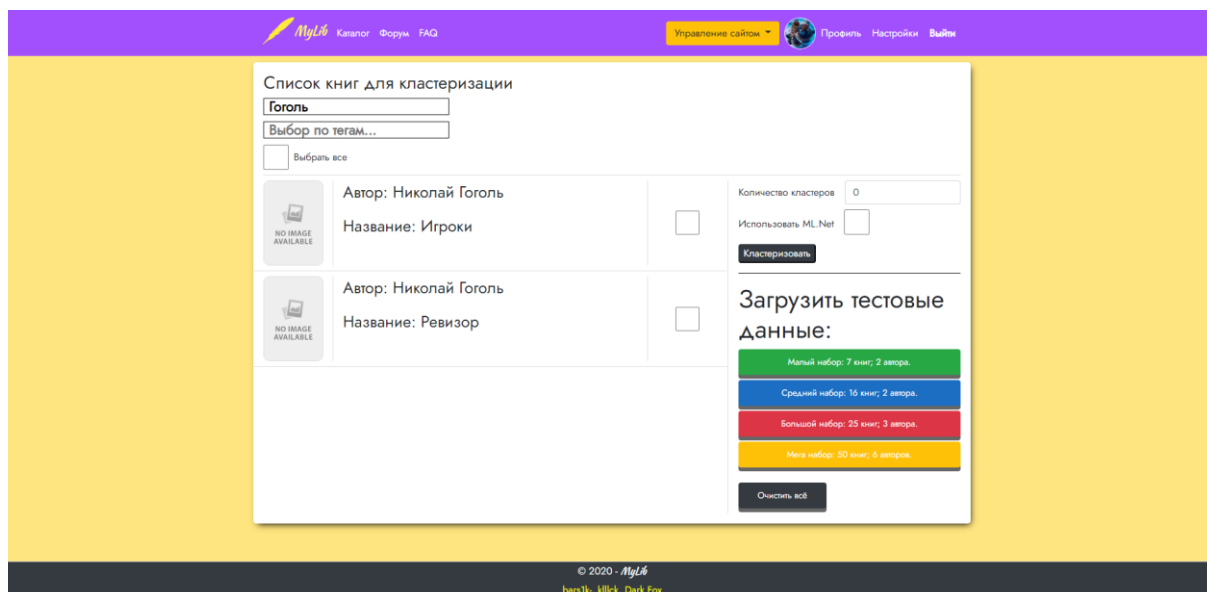 MyLib Каталог Форум FAQ Управление сайтом Профиль Настройки Выйти
Список книг для кластеризации
Гоголь
Выбор по тегам...
Выбрать все
NO IMAGE
AVAILABLE
Автор: Николай Гоголь
Название: Игроки
NO IMAGE
AVAILABLE
Автор: Николай Гоголь
Название: Ревизор
Количество кластеров 0
Использовать ML.Net
Кластеризовать
Загрузить тестовые
данные:
Малый набор: 7 книг; 2 автора.
Средний набор: 16 книг; 2 автора.
Большой набор: 25 книг; 3 автора.
Мега набор: 50 книг; 6 авторов.
Очистить всё
© 2020 - MyLib
Dark Fox